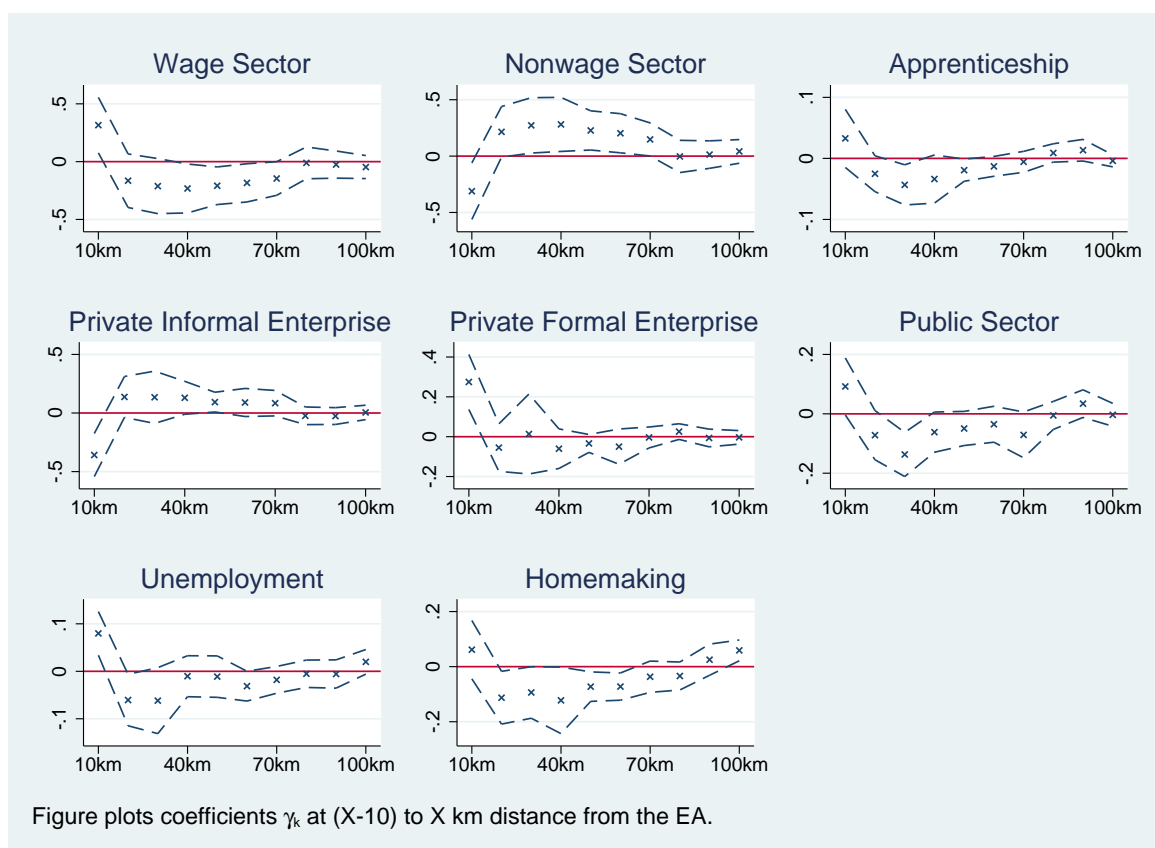 Wage Sector
.5
0
-.5
10km 40km 70km 100km
Nonwage Sector
.5
0
-.5
10km 40km 70km 100km
Apprenticeship
.1
0
-.1
10km 40km 70km 100km
Private Informal Enterprise
.5
0
-.5
10km 40km 70km 100km
Private Formal Enterprise
.4
.2
0
-.2
10km 40km 70km 100km
Public Sector
.2
0
-.2
10km 40km 70km 100km
Unemployment
.1
0
-.1
10km 40km 70km 100km
Homemaking
.2
0
-.2
10km 40km 70km 100km
Figure plots coefficients γk at (X-10) to X km distance from the EA.